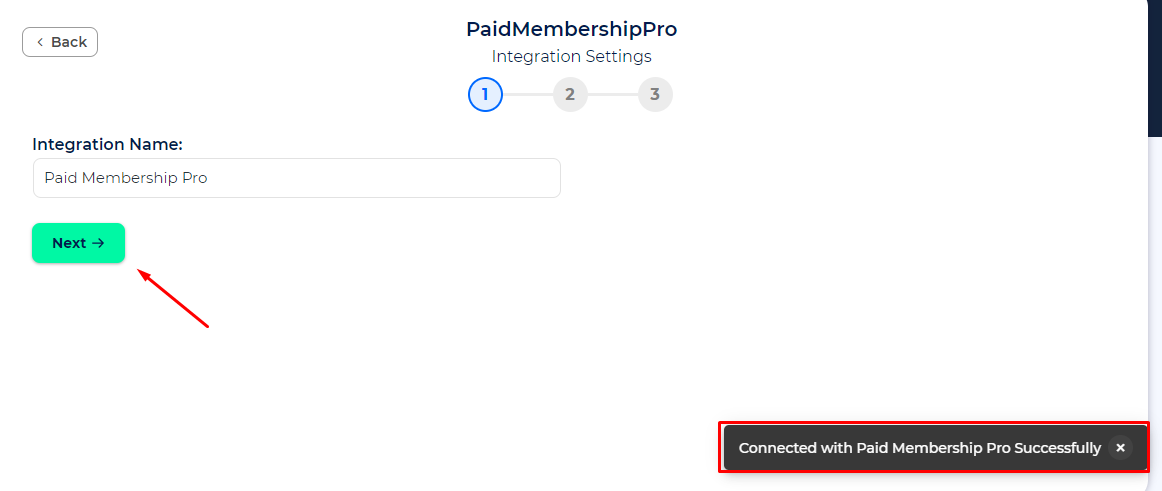 Back
PaidMembershipPro
Integration Settings
1 2 3
Integration Name:
Paid Membership Pro
Next →
Connected with Paid Membership Pro Successfully ×